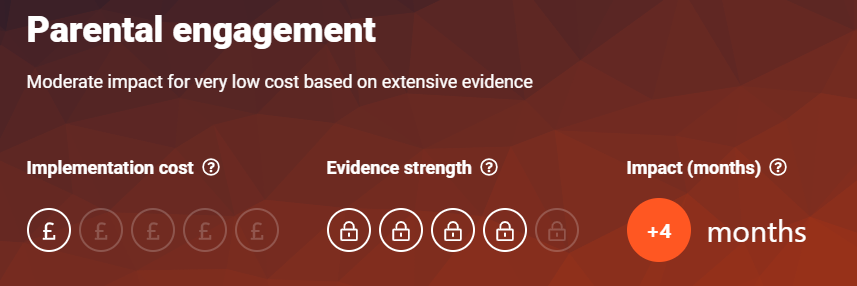 Parental engagement
Moderate impact for very low cost based on extensive evidence
Implementation cost ?
Evidence strength ?
Impact (months) ?
£ £ £ £ £
+4 months